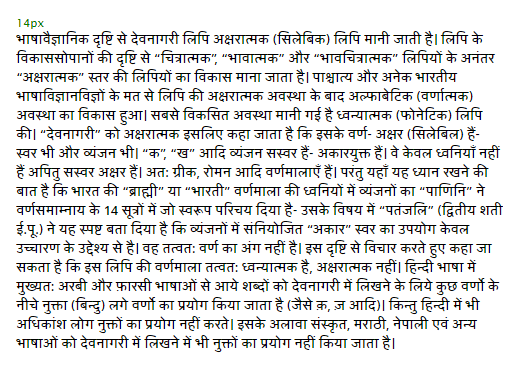 14px
भाषावैज्ञानिक दृष्टि से देवनागरी लिपि अक्षरात्मक (सिलेबिक) लिपि मानी जाती है। लिपि के
विकाससोपानों की दृष्टि से “चित्रात्मक”, “भावात्मक” और “भावचित्रात्मक” लिपियों के अनंतर
“अक्षरात्मक” स्तर की लिपियों का विकास माना जाता है। पाश्चात्य और अनेक भारतीय
भाषाविज्ञानविज्ञों के मत से लिपि की अक्षरात्मक अवस्था के बाद अल्फाबेटिक (वर्णात्मक)
अवस्था का विकास हुआ। सबसे विकसित अवस्था मानी गई है ध्वन्यात्मक (फोनेटिक) लिपि
की। “देवनागरी” को अक्षरात्मक इसलिए कहा जाता है कि इसके वर्ण- अक्षर (सिलेबिल) हैं-
स्वर भी और व्यंजन भी। “क”, “ख” आदि व्यंजन सस्वर हैं- अकारयुक्त हैं। वे केवल ध्वनियाँ नहीं
हैं अपितु सस्वर अक्षर हैं। अत: ग्रीक, रोमन आदि वर्णमालाएँ हैं। परंतु यहाँ यह ध्यान रखने की
बात है कि भारत की “ब्राह्मी” या “भारती” वर्णमाला की ध्वनियों में व्यंजनों का “पाणिनि” ने
वर्णसमाम्नाय के 14 सूत्रों में जो स्वरूप परिचय दिया है- उसके विषय में “पतंजलि” (द्वितीय शती
ई.पू.) ने यह स्पष्ट बता दिया है कि व्यंजनों में संनियोजित “अकार” स्वर का उपयोग केवल
उच्चारण के उद्देश्य से है। वह तत्वत: वर्ण का अंग नहीं है। इस दृष्टि से विचार करते हुए कहा जा
सकता है कि इस लिपि की वर्णमाला तत्वत: ध्वन्यात्मक है, अक्षरात्मक नहीं। हिन्दी भाषा में
मुख्यत: अरबी और फ़ारसी भाषाओं से आये शब्दों को देवनागरी में लिखने के लिये कुछ वर्णो के
नीचे नुक्ता (बिन्दु) लगे वर्णो का प्रयोग किया जाता है (जैसे क़, ज़ आदि)। किन्तु हिन्दी में भी
अधिकांश लोग नुक्तों का प्रयोग नहीं करते। इसके अलावा संस्कृत, मराठी, नेपाली एवं अन्य
भाषाओं को देवनागरी में लिखने में भी नुक्तों का प्रयोग नहीं किया जाता है।